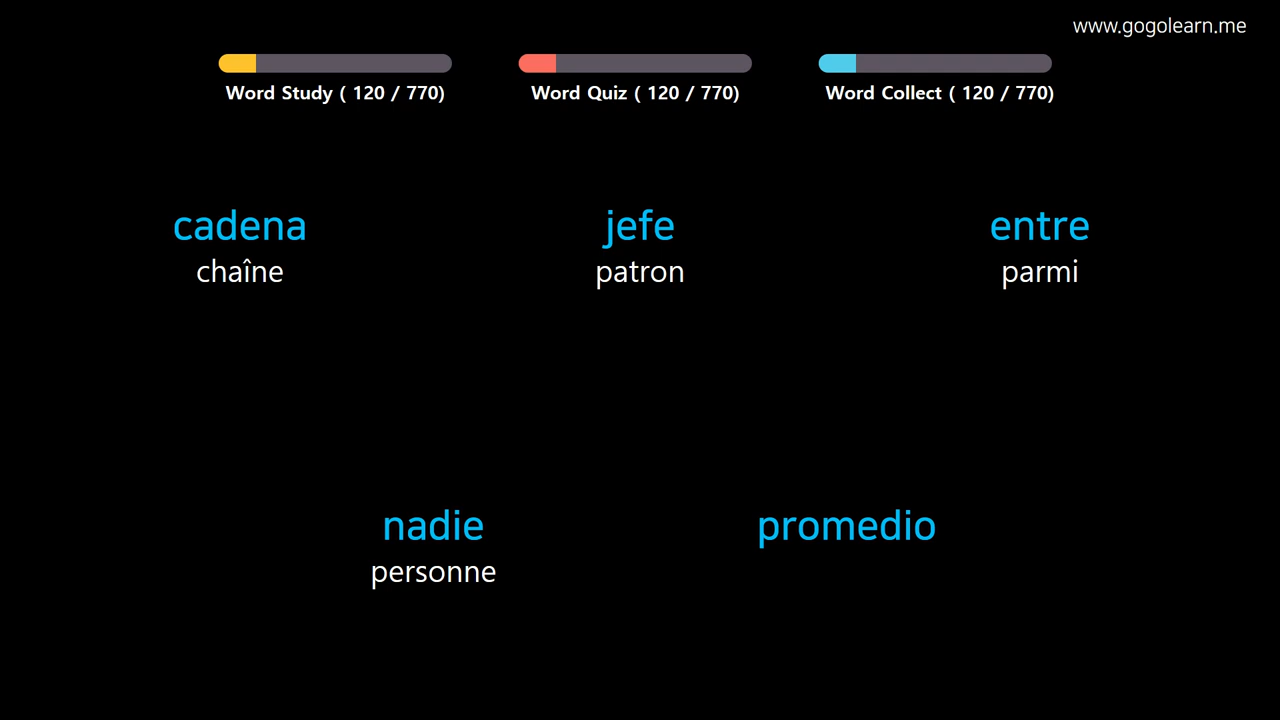 www.gogolearn.me
Word Study ( 120 / 770)
Word Quiz ( 120 / 770)
Word Collect ( 120 / 770)
cadena
chaîne
jefe
patron
entre
parmi
nadie
personne
promedio